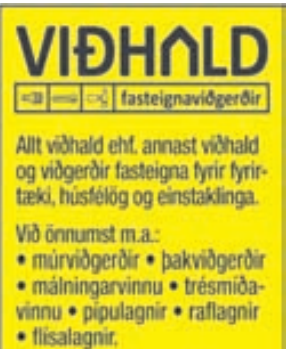 VIÐHALD
fasteignaviðgerðir
Allt viðhald ehf. annast viðhald
og viðgerðir fasteigna fyrir fyrir-
tæki, húsfélög og einstaklinga.
Við önnumst m.a.:
• múrviðgerðir • þakviðgerðir
• málningarvinnu • trésmíða-
vinnu • pípulagnir • raflagnir
• flísalagnir.